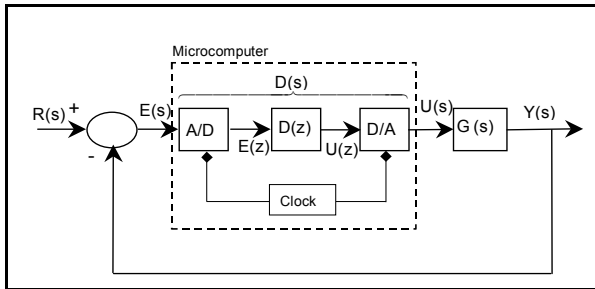 Microcomputer
D(s)
R(s) + E(s) A/D E(z) D(z) U(z) D/A U(s) G(s) Y(s)
-
Clock